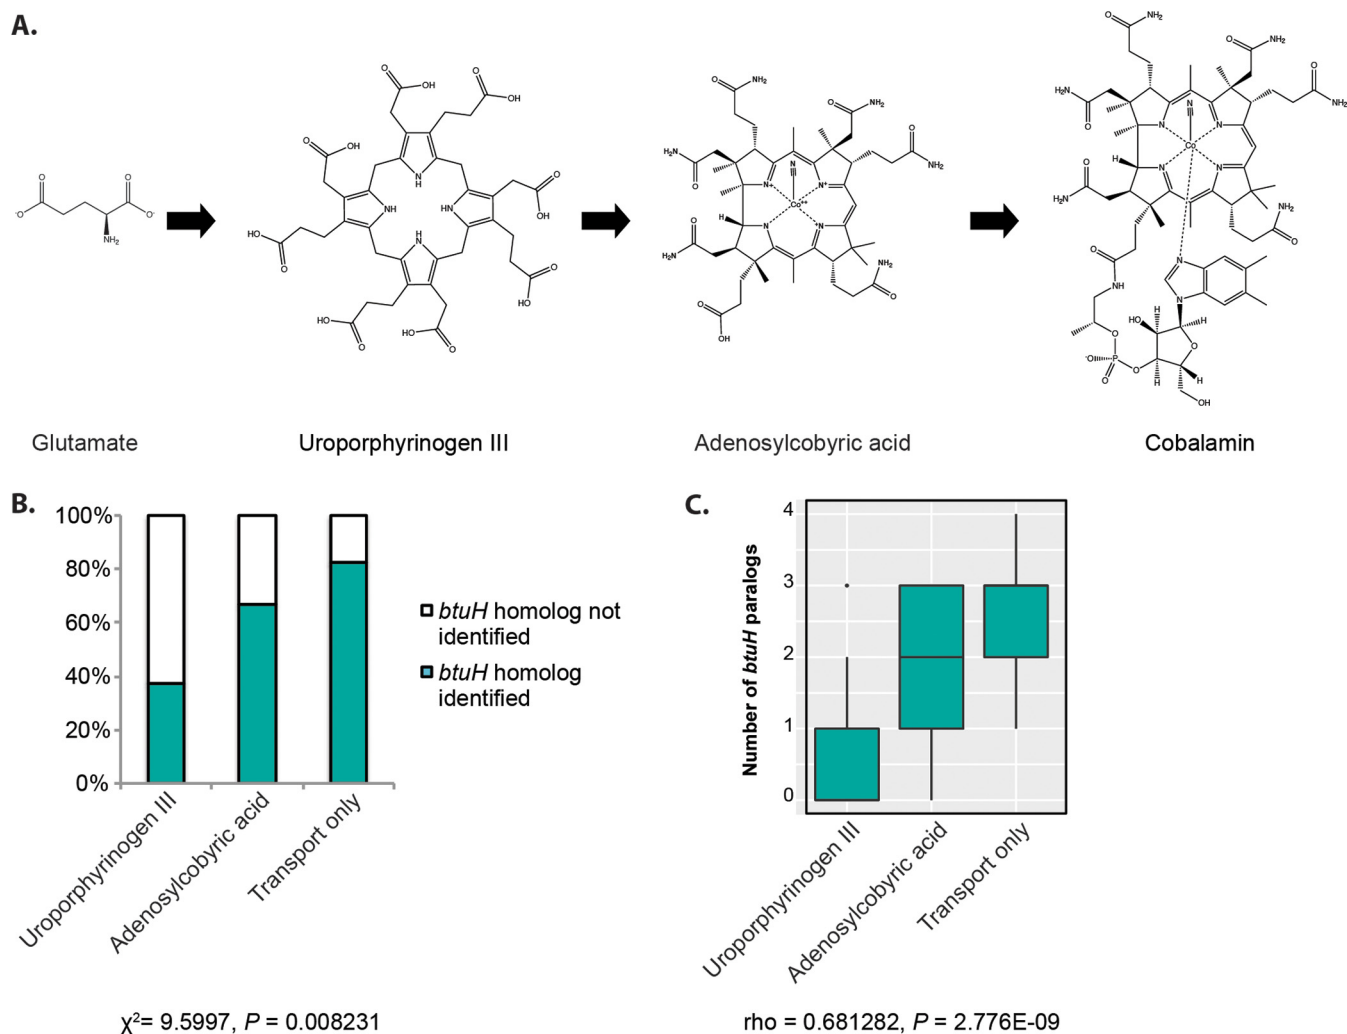 A.
Glutamate
Uroporphyrinogen III
Adenosylcobyric acid
Cobalamin
B.
100%
80%
60%
40%
20%
0%
Uroporphyrinogen III
Adenosylcobyric acid
Transport only
btuH homolog not
identified
btuH homolog
identified
χ²= 9.5997, P = 0.008231
C.
Number of btuH paralogs
4
3
2
1
0
Uroporphyrinogen III
Adenosylcobyric acid
Transport only
rho = 0.681282, P = 2.776E-09